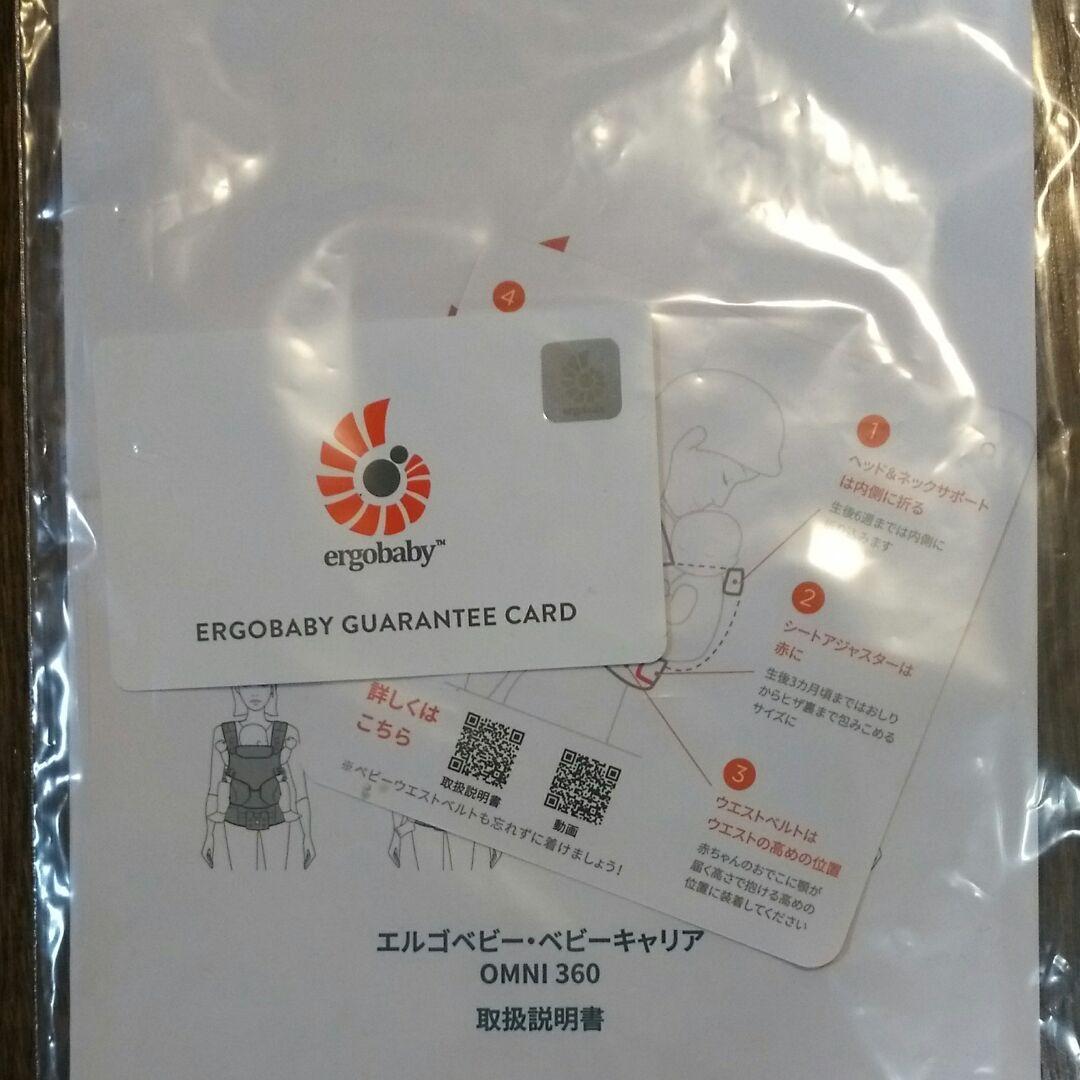 4
ergobaby
ergobaby™
ERGOBABY GUARANTEE CARD
1
ヘッド＆ネックサポート
は内側に折る
生後6週までは内側に
みます
2
シートアジャスターは
赤に
生後3カ月頃まではおしり
からヒザ裏まで包みこめる
サイズに
3
ウエストベルトは
ウエストの高めの位置
赤ちゃんのおでこに顎が
届く高さで抱ける高めの
位置に装着してください
詳しくは
こちら
取扱説明書
動画
※ベビーウエストベルトも忘れずに着けましょう！
エルゴベビー・ベビーキャリア
OMNI 360
取扱説明書